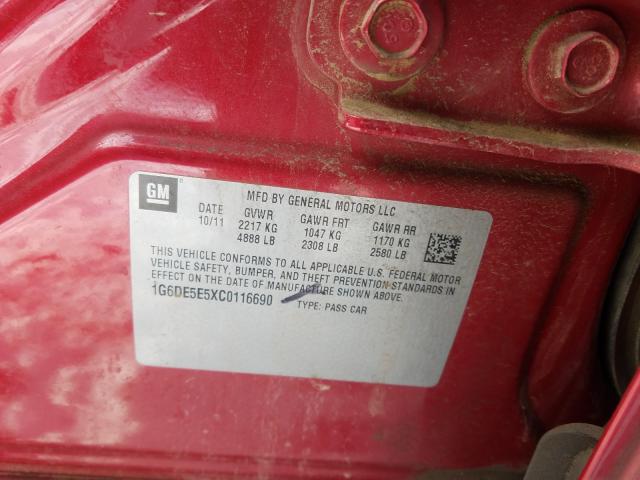 GM
MFD BY GENERAL MOTORS LLC
DATE GVWR GAWR FRT GAWR RR
10/11 2217 KG 1047 KG 1170 KG
4888 LB 2308 LB 2580 LB
THIS VEHICLE CONFORMS TO ALL APPLICABLE U.S. FEDERAL MOTOR
VEHICLE SAFETY, BUMPER, AND THEFT PREVENTION STANDARDS IN
EFFECT ON THE DATE OF MANUFACTURE SHOWN ABOVE.
1G6DE5E5XC0116690
TYPE: PASS CAR